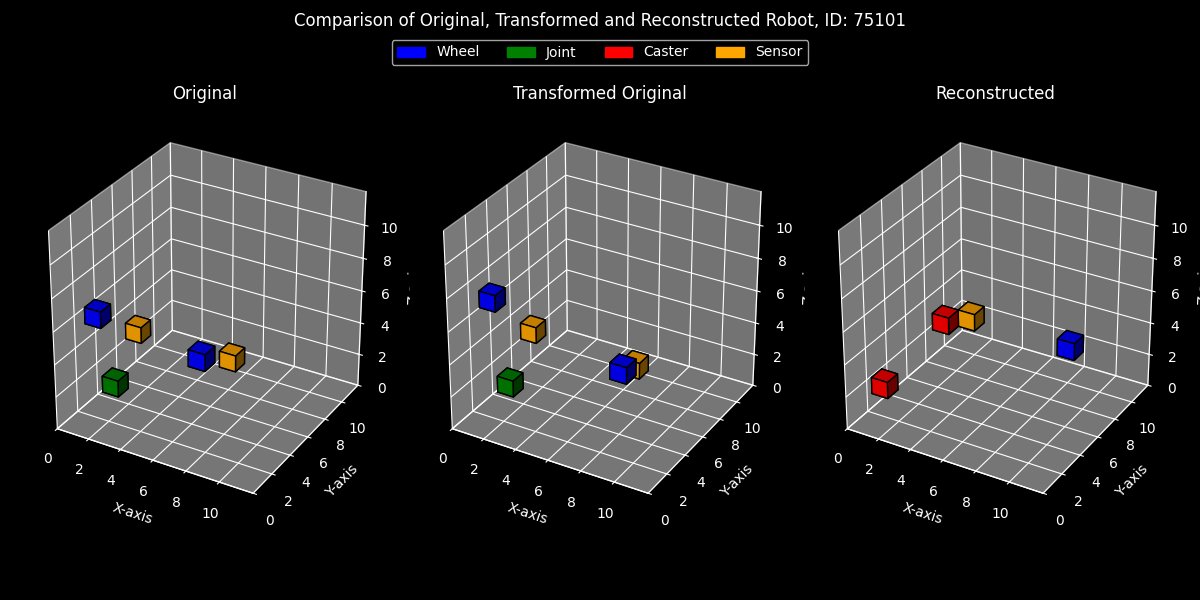 Comparison of Original, Transformed and Reconstructed Robot, ID: 75101
Wheel Joint Caster Sensor
Original Transformed Original Reconstructed
10 10 10
8 8 8
6 6 6
4 4 4
2 2 2
0 0 0
10 10 10
8 8 8
0 6 0 6 0 6
2 4 2 4 2 4
4 2 4 2 4 2
6 0 6 0 6 0
8 8 8
10 10 10
X-axis Y-axis X-axis Y-axis X-axis Y-axis